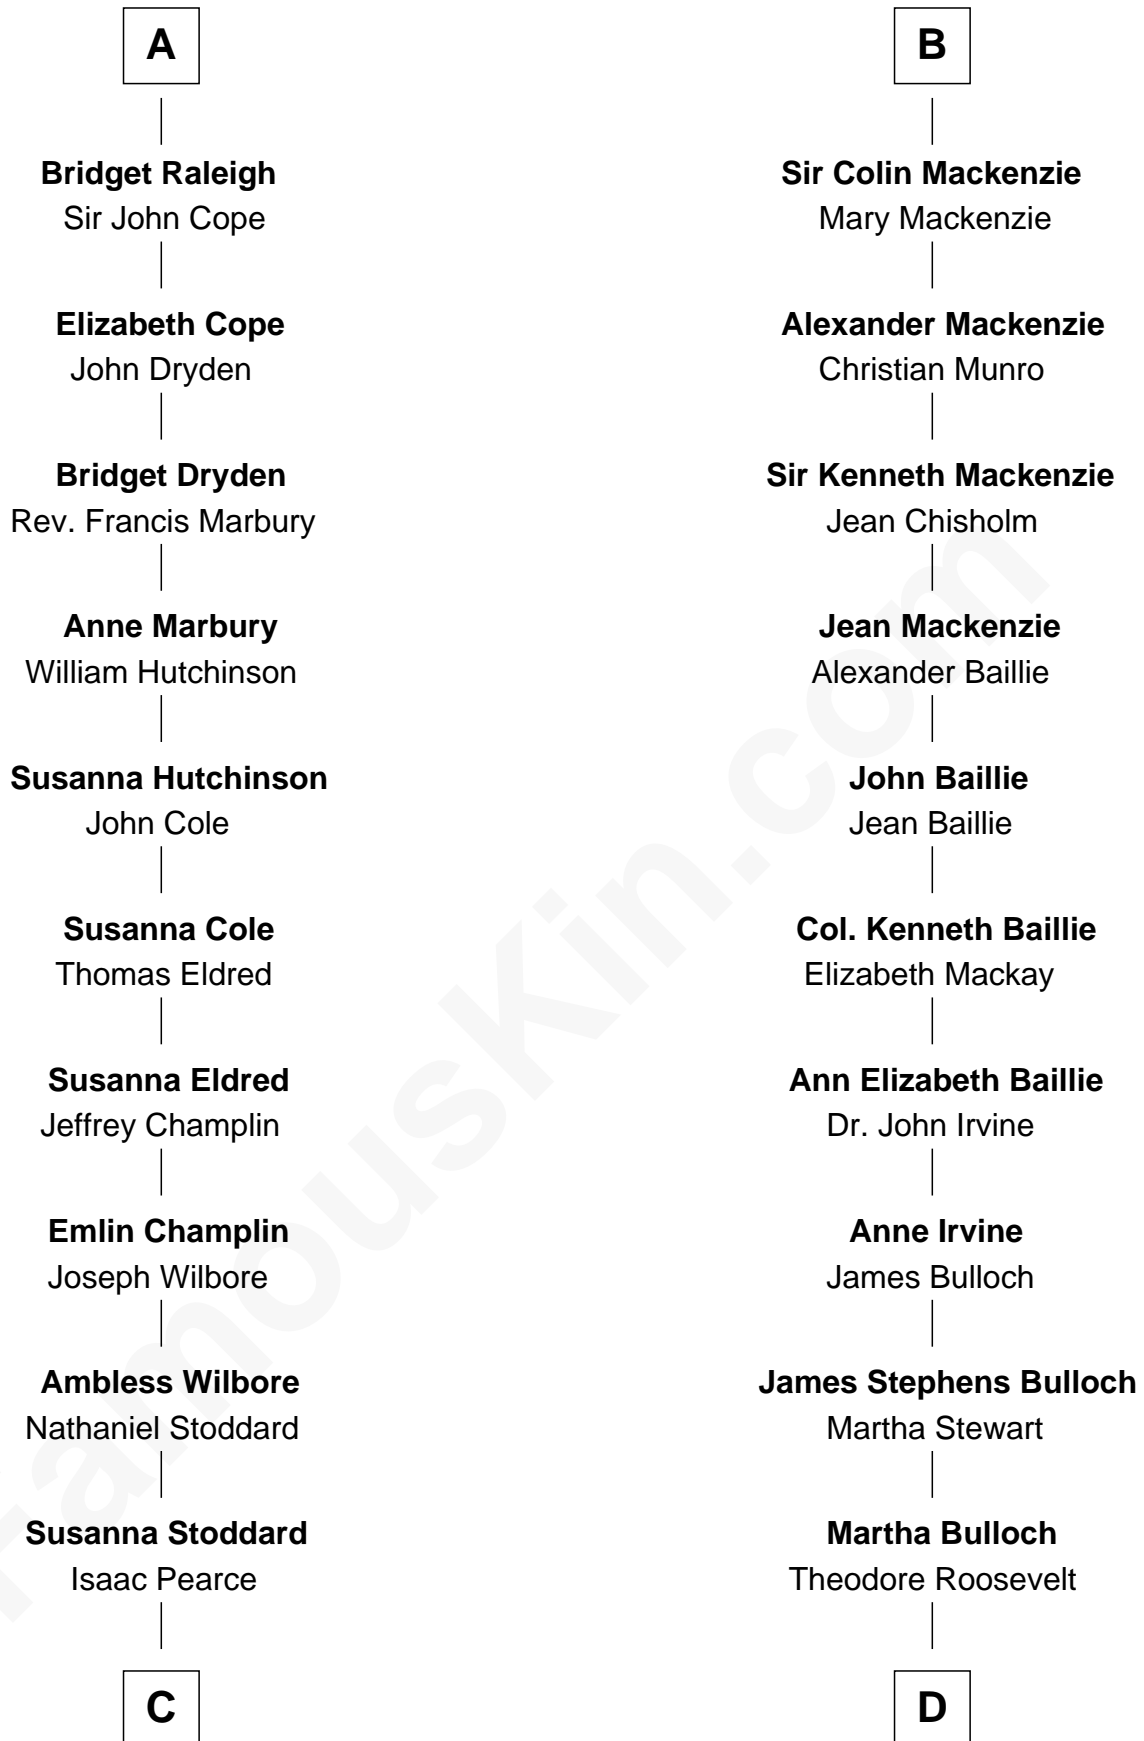 A
Bridget Raleigh
Sir John Cope
Elizabeth Cope
John Dryden
Bridget Dryden
Rev. Francis Marbury
Anne Marbury
William Hutchinson
Susanna Hutchinson
John Cole
Susanna Cole
Thomas Eldred
Susanna Eldred
Jeffrey Champlin
Emlin Champlin
Joseph Wilbore
Ambless Wilbore
Nathaniel Stoddard
Susanna Stoddard
Isaac Pearce
C
B
Sir Colin Mackenzie
Mary Mackenzie
Alexander Mackenzie
Christian Munro
Sir Kenneth Mackenzie
Jean Chisholm
Jean Mackenzie
Alexander Baillie
John Baillie
Jean Baillie
Col. Kenneth Baillie
Elizabeth Mackay
Ann Elizabeth Baillie
Dr. John Irvine
Anne Irvine
James Bulloch
James Stephens Bulloch
Martha Stewart
Martha Bulloch
Theodore Roosevelt
D
FamousKin.com